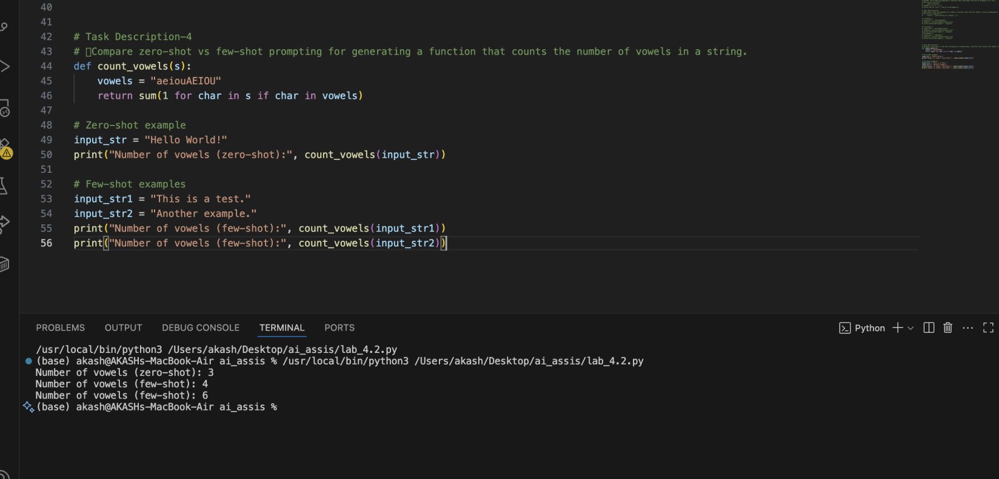 40
41
42 # Task Description-4
43 # Compare zero-shot vs few-shot prompting for generating a function that counts the number of vowels in a string.
44 def count_vowels(s):
45     vowels = "aeiouAEIOU"
46     return sum(1 for char in s if char in vowels)
47
48 # Zero-shot example
49 input_str = "Hello World!"
50 print("Number of vowels (zero-shot):", count_vowels(input_str))
51
52 # Few-shot examples
53 input_str1 = "This is a test."
54 input_str2 = "Another example."
55 print("Number of vowels (few-shot):", count_vowels(input_str1))
56 print("Number of vowels (few-shot):", count_vowels(input_str2))
PROBLEMS OUTPUT DEBUG CONSOLE TERMINAL PORTS Python
/usr/local/bin/python3 /Users/akash/Desktop/ai_assis/lab_4.2.py
(base) akash@AKASHs-MacBook-Air ai_assis % /usr/local/bin/python3 /Users/akash/Desktop/ai_assis/lab_4.2.py
Number of vowels (zero-shot): 3
Number of vowels (few-shot): 4
Number of vowels (few-shot): 6
(base) akash@AKASHs-MacBook-Air ai_assis %